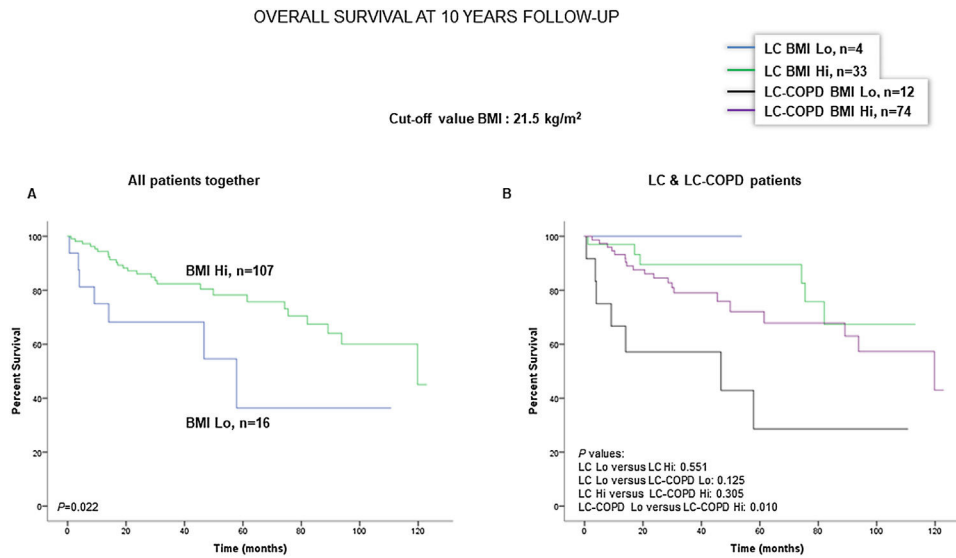 OVERALL SURVIVAL AT 10 YEARS FOLLOW-UP
LC BMI Lo, n=4
LC BMI Hi, n=33
LC-COPD BMI Lo, n=12
LC-COPD BMI Hi, n=74
Cut-off value BMI : 21.5 kg/m²
A
All patients together
Percent Survival
100
80
60
40
20
0
BMI Hi, n=107
BMI Lo, n=16
P=0.022
0 20 40 60 80 100 120
Time (months)
B
LC & LC-COPD patients
Percent Survival
100
80
60
40
20
0
P values:
LC Lo versus LC Hi: 0.551
LC Lo versus LC-COPD Lo: 0.125
LC Hi versus LC-COPD Hi: 0.305
LC-COPD Lo versus LC-COPD Hi: 0.010
0 20 40 60 80 100 120
Time (months)